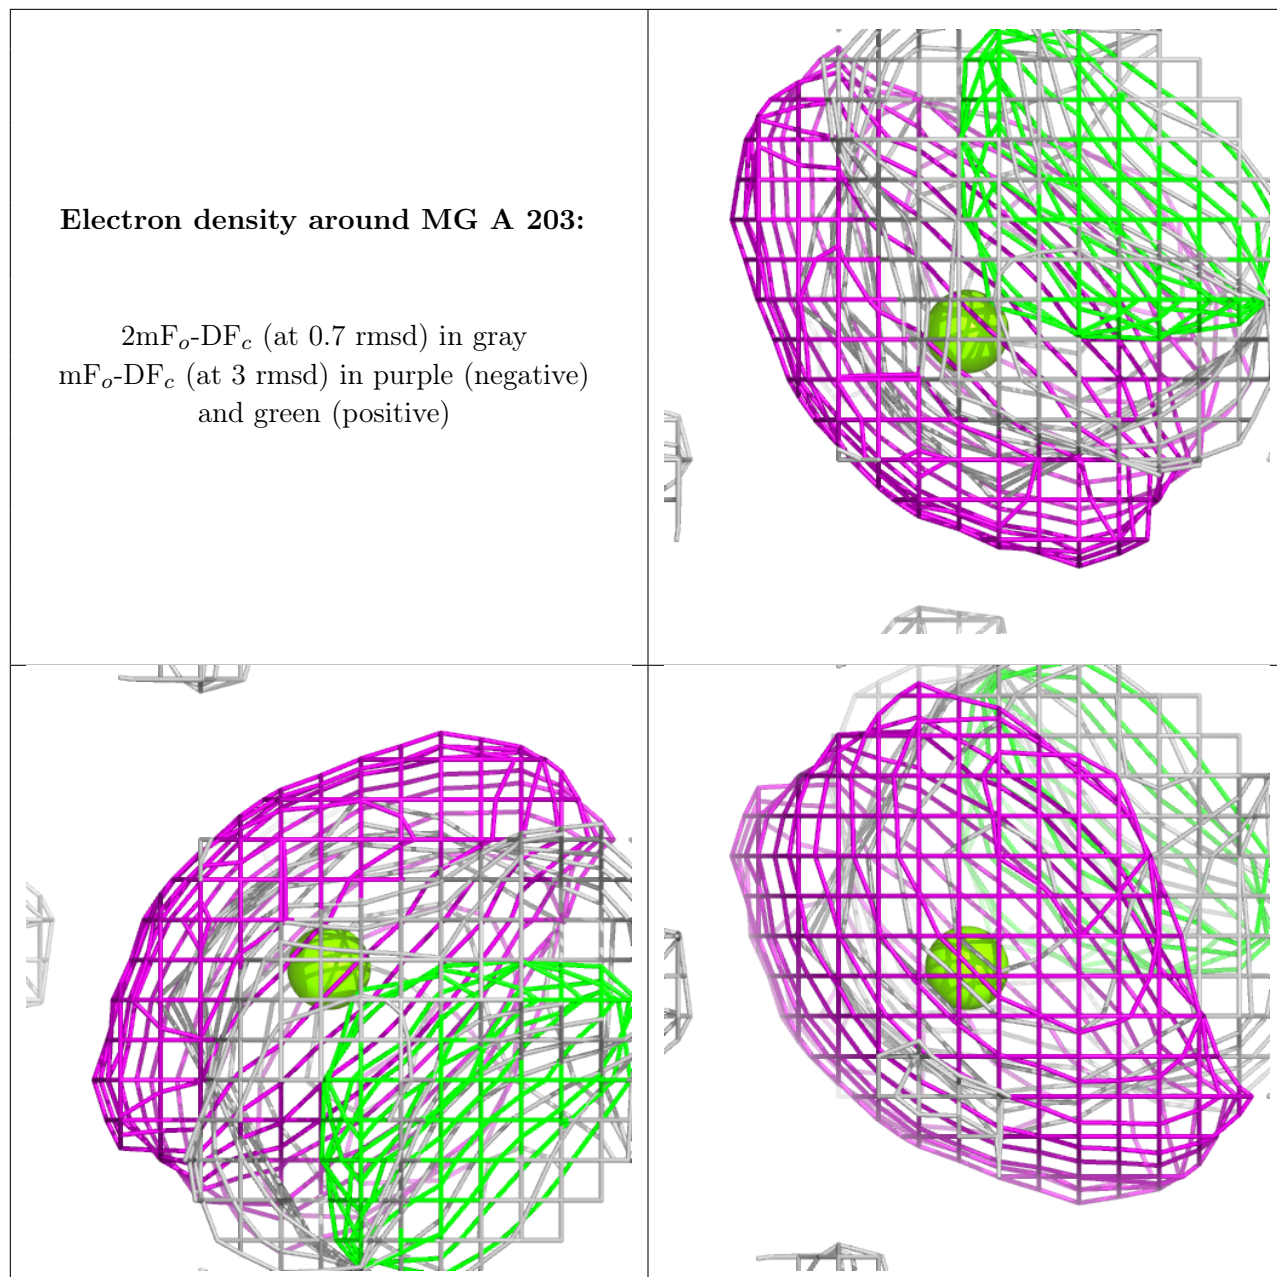 Electron density around MG A 203:
2mFo-DFc (at 0.7 rmsd) in gray
mFo-DFc (at 3 rmsd) in purple (negative)
and green (positive)